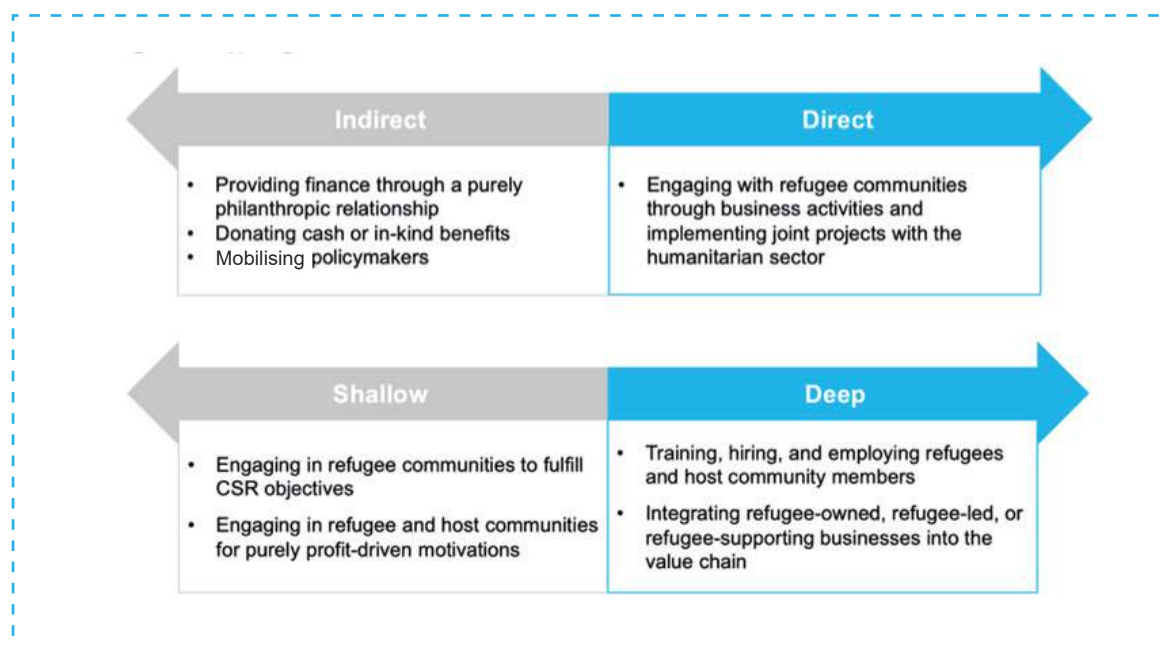 Indirect
Direct
• Providing finance through a purely
philanthropic relationship
• Donating cash or in-kind benefits
• Mobilising policymakers
• Engaging with refugee communities
through business activities and
implementing joint projects with the
humanitarian sector
Shallow
Deep
• Engaging in refugee communities to fulfill
CSR objectives
• Engaging in refugee and host communities
for purely profit-driven motivations
• Training, hiring, and employing refugees
and host community members
• Integrating refugee-owned, refugee-led, or
refugee-supporting businesses into the
value chain